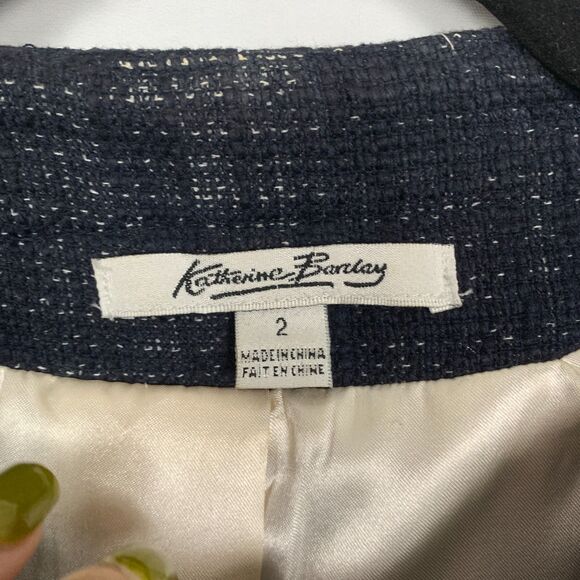 Katherine Barclay
2
MADE IN CHINA
FAIT EN CHINE